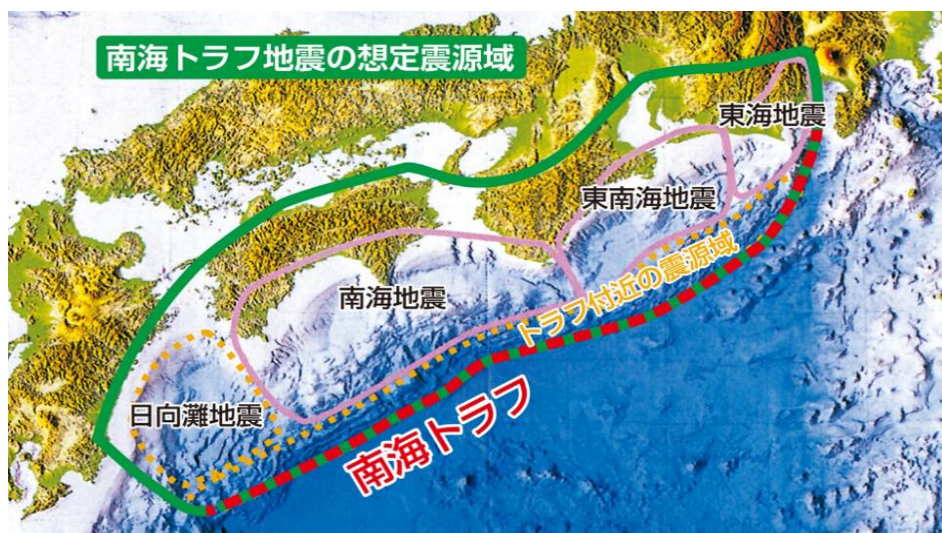 南海トラフ地震の想定震源域
東海地震
東南海地震
トラフ付近の震源域
南海地震
日向灘地震
南海トラフ